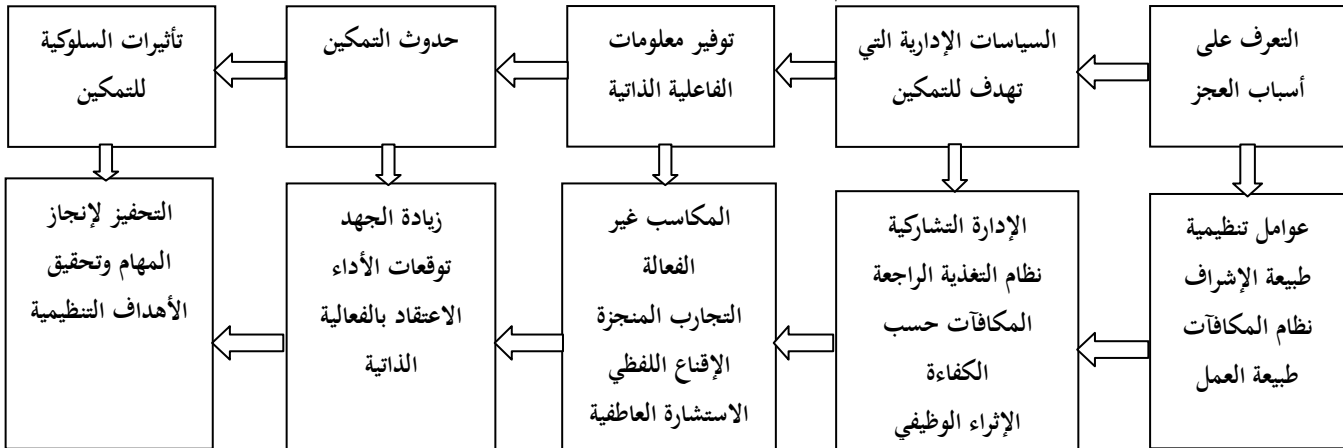 التعرف على
أسباب العجز
السياسات الإدارية التي
تهدف للتمكين
توفير معلومات
الفاعلية الذاتية
حدوث التمكين
تأثيرات السلوكية
للتمكين
عوامل تنظيمية
طبيعة الإشراف
نظام المكافآت
طبيعة العمل
الإدارة التشاركية
نظام التغذية الراجعة
المكافآت حسب
الكفاءة
الإثراء الوظيفي
المكاسب غير
الفعالة
التجارب المنجزة
الإقناع اللفظي
الاستشارة العاطفية
زيادة الجهد
توقعات الأداء
الاعتقاد بالفعالية
الذاتية
التحفيز لإنجاز
المهام وتحقيق
الأهداف التنظيمية